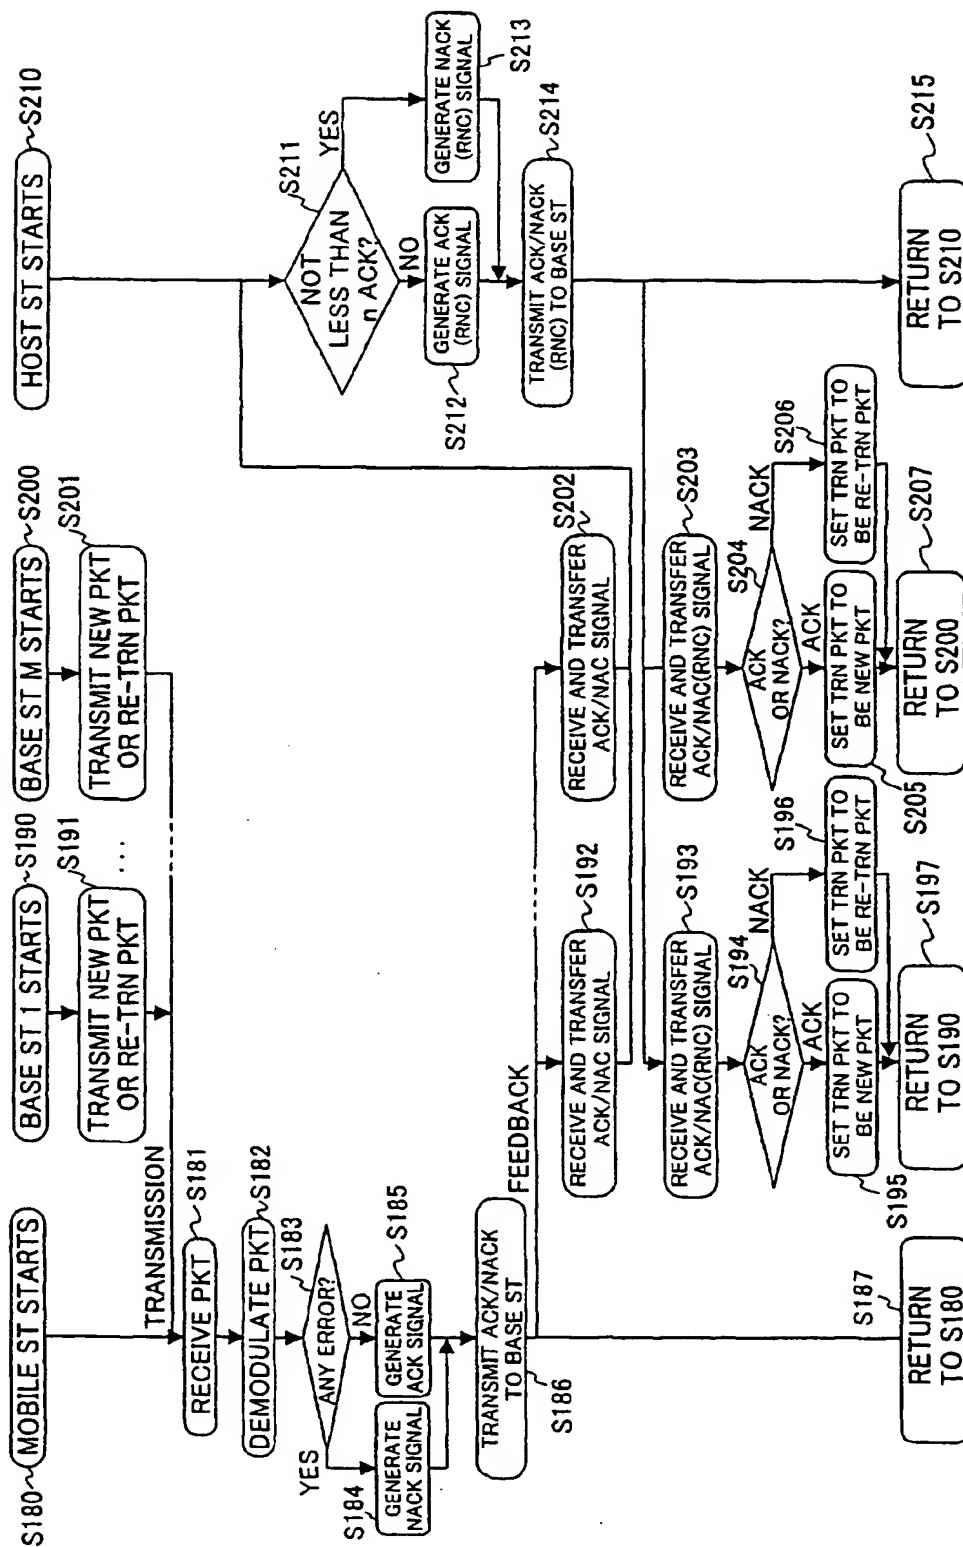 S180
MOBILE ST STARTS
TRANSMISSION
RECEIVE PKT
S181
DEMODULATE PKT
S182
S183
ANY ERROR?
YES
NO
S184
GENERATE
NACK SIGNAL
GENERATE
ACK SIGNAL
S185
TRANSMIT ACK/NACK
TO BASE ST
S186
FEEDBACK
S187
RETURN
TO S180
BASE ST 1 STARTS
S190
S191
TRANSMIT NEW PKT
OR RE-TRN PKT
...
RECEIVE AND TRANSFER
ACK/NAC SIGNAL
S192
RECEIVE AND TRANSFER
ACK/NAC(RNC) SIGNAL
S193
S194
ACK
OR NACK?
NACK
ACK
S195
SET TRN PKT TO
BE NEW PKT
S196
SET TRN PKT TO
BE RE-TRN PKT
S197
RETURN
TO S190
BASE ST M STARTS
S200
S201
TRANSMIT NEW PKT
OR RE-TRN PKT
S202
RECEIVE AND TRANSFER
ACK/NAC SIGNAL
RECEIVE AND TRANSFER
ACK/NAC(RNC) SIGNAL
S203
S204
ACK
OR NACK?
NACK
ACK
S205
SET TRN PKT TO
BE NEW PKT
S206
SET TRN PKT TO
BE RE-TRN PKT
S207
RETURN
TO S200
HOST ST STARTS
S210
S211
NOT
LESS THAN
n ACK?
YES
NO
S212
GENERATE ACK
(RNC) SIGNAL
GENERATE NACK
(RNC) SIGNAL
S213
TRANSMIT ACK/NACK
(RNC) TO BASE ST
S214
S215
RETURN
TO S210